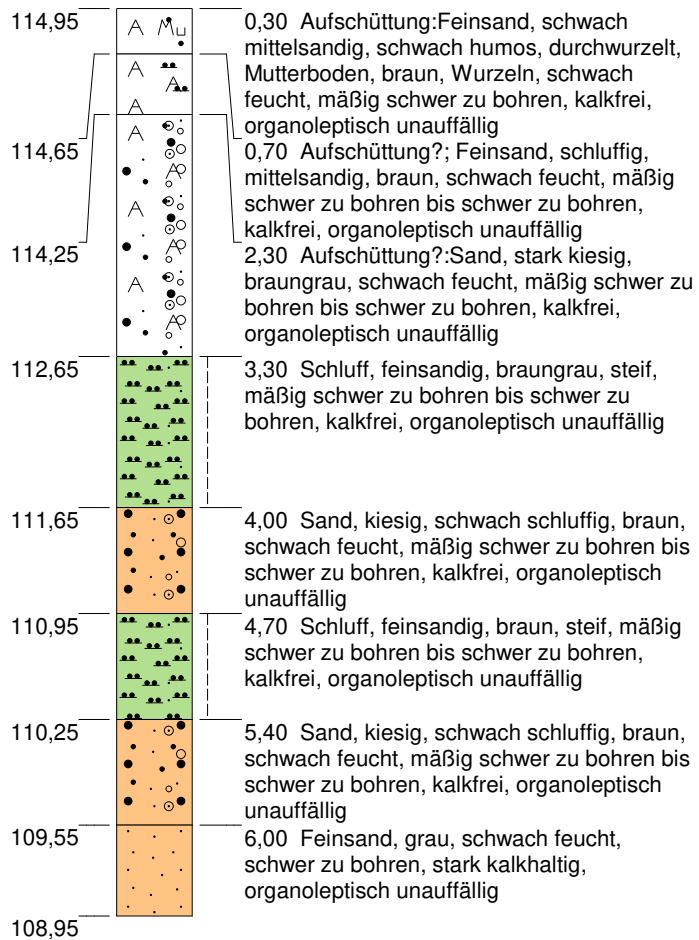 114,95
0,30 Aufschüttung:Feinsand, schwach
mittelsandig, schwach humos, durchwurzelt,
Mutterboden, braun, Wurzeln, schwach
feucht, mäßig schwer zu bohren, kalkfrei,
organoleptisch unauffällig
114,65
0,70 Aufschüttung?; Feinsand, schluffig,
mittelsandig, braun, schwach feucht, mäßig
schwer zu bohren bis schwer zu bohren,
kalkfrei, organoleptisch unauffällig
114,25
2,30 Aufschüttung?:Sand, stark kiesig,
braungrau, schwach feucht, mäßig schwer zu
bohren bis schwer zu bohren, kalkfrei,
organoleptisch unauffällig
112,65
3,30 Schluff, feinsandig, braungrau, steif,
mäßig schwer zu bohren bis schwer zu
bohren, kalkfrei, organoleptisch unauffällig
111,65
4,00 Sand, kiesig, schwach schluffig, braun,
schwach feucht, mäßig schwer zu bohren bis
schwer zu bohren, kalkfrei, organoleptisch
unauffällig
110,95
4,70 Schluff, feinsandig, braun, steif, mäßig
schwer zu bohren bis schwer zu bohren,
kalkfrei, organoleptisch unauffällig
110,25
5,40 Sand, kiesig, schwach schluffig, braun,
schwach feucht, mäßig schwer zu bohren bis
schwer zu bohren, kalkfrei, organoleptisch
unauffällig
109,55
6,00 Feinsand, grau, schwach feucht,
schwer zu bohren, stark kalkhaltig,
organoleptisch unauffällig
108,95